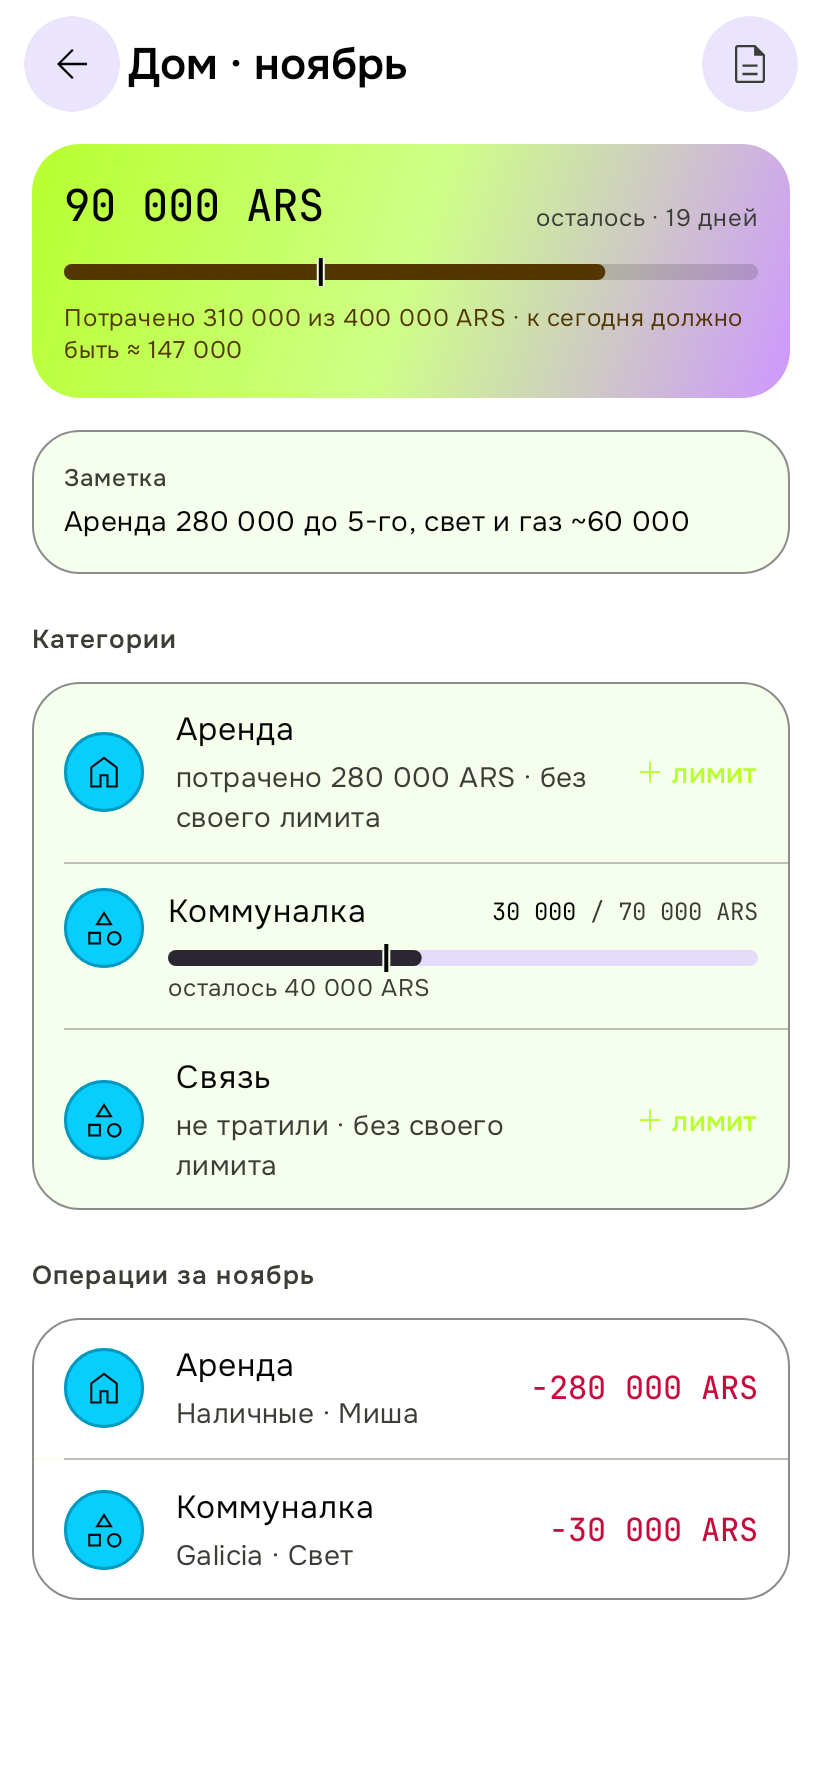 Дом · ноябрь
90 000 ARS
осталось · 19 дней
Потрачено 310 000 из 400 000 ARS · к сегодня должно
быть ≈ 147 000
Заметка
Аренда 280 000 до 5-го, свет и газ ~60 000
Категории
Аренда
потрачено 280 000 ARS · без
своего лимита
+ лимит
Коммуналка
30 000 / 70 000 ARS
осталось 40 000 ARS
Связь
не тратили · без своего
лимита
+ лимит
Операции за ноябрь
Аренда
Наличные · Миша
-280 000 ARS
Коммуналка
Galicia · Свет
-30 000 ARS